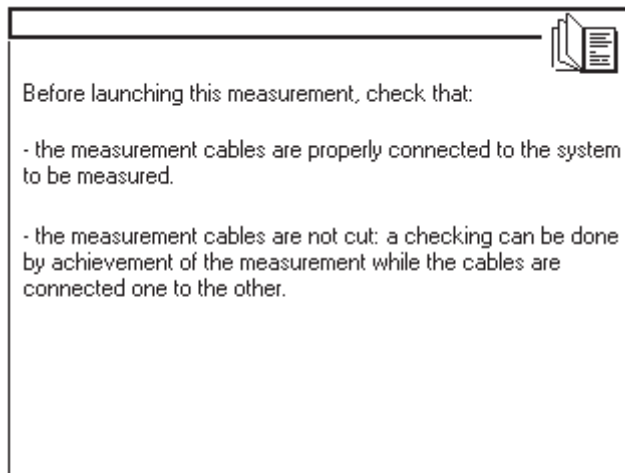 Before launching this measurement, check that:
- the measurement cables are properly connected to the system
to be measured.
- the measurement cables are not cut: a checking can be done
by achievement of the measurement while the cables are
connected one to the other.